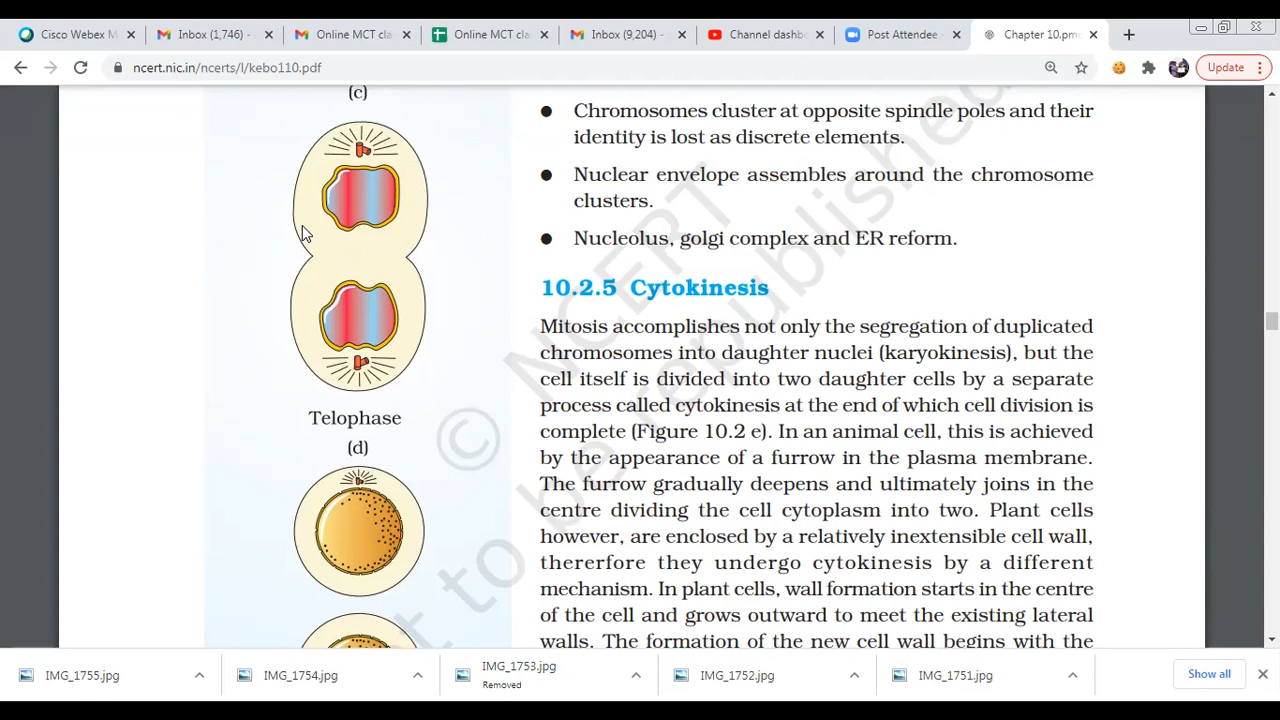 Cisco Webex M
Inbox (1,746) -
Online MCT cla
Online MCT cla
Inbox (9,204) -
Channel dashbo
Post Attendee -
Chapter 10.pmc
ncert.nic.in/ncerts/l/kebo110.pdf
Update
(c)
Telophase
(d)
● Chromosomes cluster at opposite spindle poles and their
identity is lost as discrete elements.
● Nuclear envelope assembles around the chromosome
clusters.
● Nucleolus, golgi complex and ER reform.
10.2.5 Cytokinesis
Mitosis accomplishes not only the segregation of duplicated
chromosomes into daughter nuclei (karyokinesis), but the
cell itself is divided into two daughter cells by a separate
process called cytokinesis at the end of which cell division is
complete (Figure 10.2 e). In an animal cell, this is achieved
by the appearance of a furrow in the plasma membrane.
The furrow gradually deepens and ultimately joins in the
centre dividing the cell cytoplasm into two. Plant cells
however, are enclosed by a relatively inextensible cell wall,
thererfore they undergo cytokinesis by a different
mechanism. In plant cells, wall formation starts in the centre
of the cell and grows outward to meet the existing lateral
walls. The formation of the new cell wall begins with the
© NCERT
not to be republished
IMG_1755.jpg
IMG_1754.jpg
IMG_1753.jpg
Removed
IMG_1752.jpg
IMG_1751.jpg
Show all